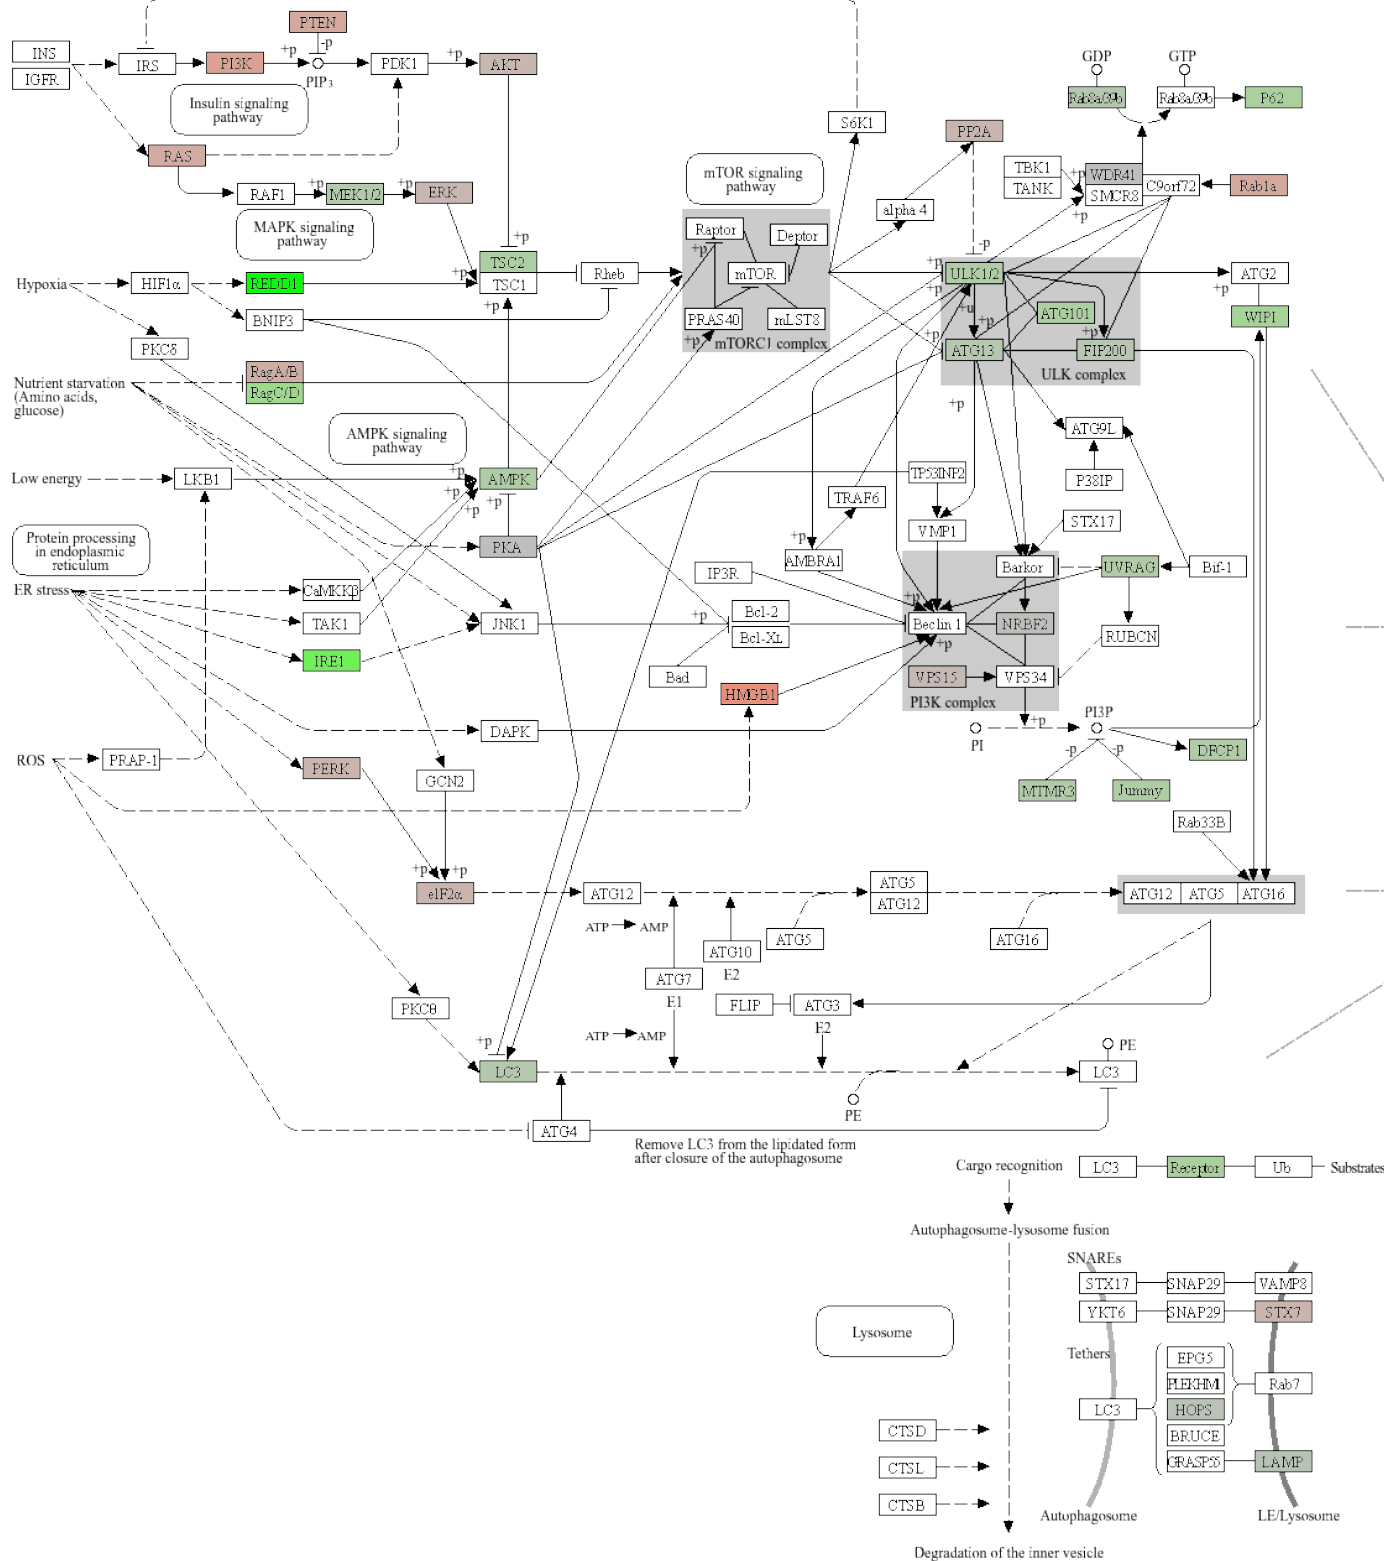 PTEN
INS
IGFR
IRS
PI3K
+p
-p
PIP3
PDK1
+p
AKT
Insulin signaling
pathway
RAS
RAF1
+p
MEK1/2
+p
ERK
MAPK signaling
pathway
+p
TSC2
+p
TSC1
+p
Hypoxia
HIF1α
REDD1
BNIP3
PKCδ
Rheb
Nutrient starvation
(Amino acids,
glucose)
RagA/B
RagC/D
AMPK signaling
pathway
Low energy
LKB1
+p
+p
+p
AMPK
+p
PKA
Protein processing
in endoplasmic
reticulum
ER stress
CaMKKβ
TAK1
IRE1
JNK1
DAPK
ROS
PRAP-1
PERK
GCN2
+p
+p
eIF2α
mTOR signaling
pathway
Raptor
+p
Deptor
mTOR
PRAS40
mLST8
+p
mTORC1 complex
S6K1
alpha 4
PP2A
-p
GDP
GTP
Rab8a/39b
Rab8a/39b
P62
TBK1
TANK
+p
WDR41
SMCR8
C9orf72
Rab1a
+p
+p
+p
ULK1/2
+u
+p
ATG101
+p
ATG13
FIP200
ULK complex
+p
ATG2
+p
WIPI
ATG9L
P38IP
STX17
TP53INP2
TRAF6
VMP1
+p
AMBRA1
IP3R
+p
Bcl-2
Bcl-XL
Bad
HMGB1
Barkor
UVRAG
Bif-1
+p
Beclin 1
NRBF2
+p
RUBCN
VPS15
VPS34
PI3K complex
+p
PI
PI3P
-p
-p
DFCP1
MTMR3
Jummy
Rab33B
ATG12
ATG5
ATG12
ATG12
ATG5
ATG16
ATP
AMP
ATG5
ATG16
ATG10
E2
ATG7
E1
FLIP
ATG3
E2
PKCθ
ATP
AMP
+p
LC3
PE
PE
LC3
ATG4
Remove LC3 from the lipidated form
after closure of the autophagosome
Cargo recognition
LC3
Receptor
Ub
Substrates
Autophagosome-lysosome fusion
SNAREs
STX17
SNAP29
VAMP8
YKT6
SNAP29
STX7
Lysosome
Tethers
EPG5
PLEKHM1
Rab7
LC3
HOPS
BRUCE
GRASP55
LAMP
CTSD
CTSL
CTSB
Autophagosome
LE/Lysosome
Degradation of the inner vesicle